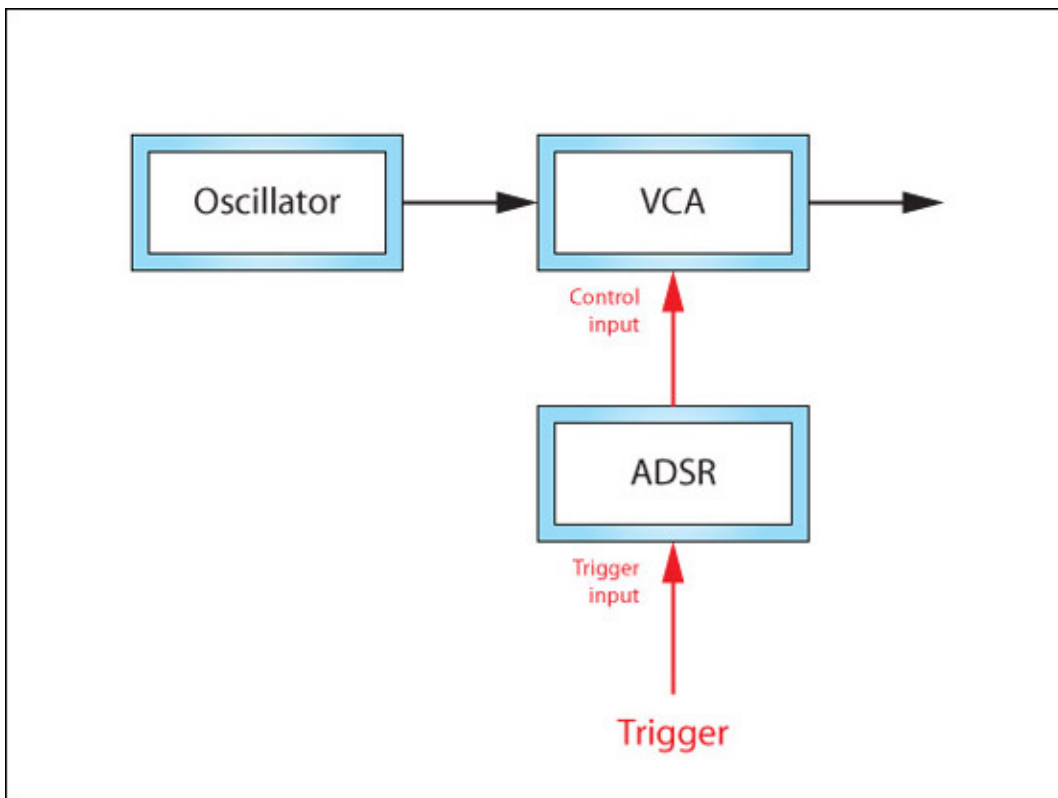 Oscillator
VCA
Control
input
ADSR
Trigger
input
Trigger